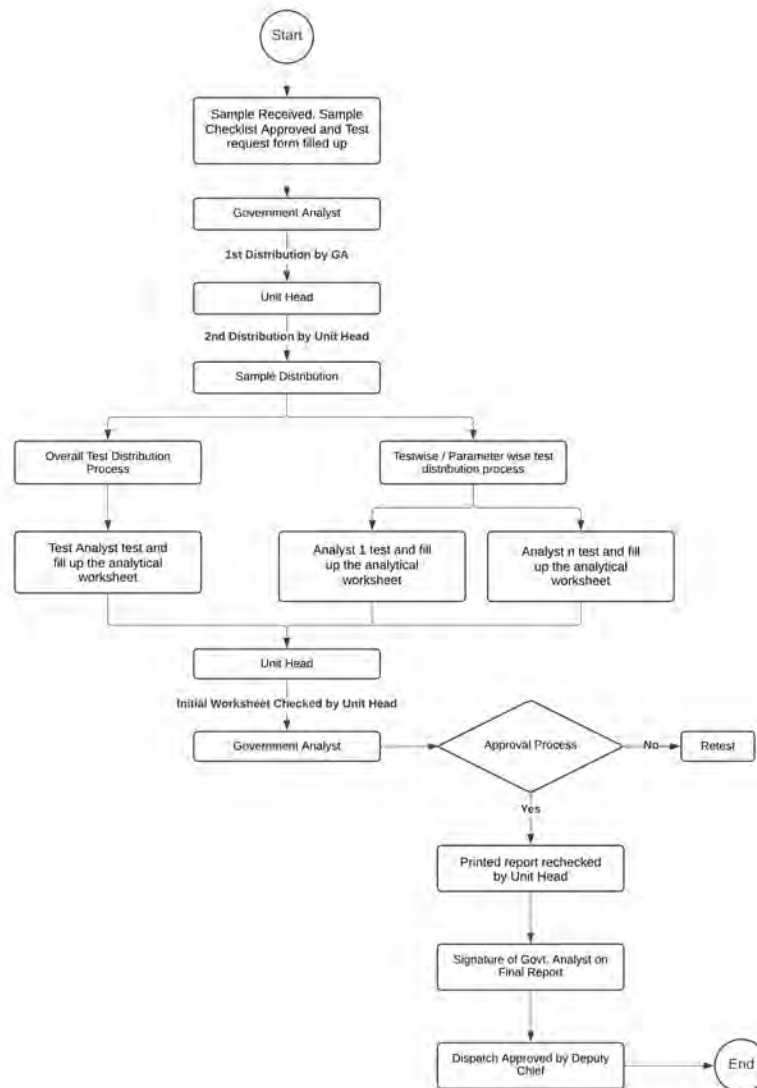 Start
Sample Received, Sample
Checklist Approved and Test
request form filled up
Government Analyst
1st Distribution by GA
Unit Head
2nd Distribution by Unit Head
Sample Distribution
Overall Test Distribution
Process
Testwise / Parameter wise test
distribution process
Test Analyst test and
fill up the analytical
worksheet
Analyst 1 test and fill
up the analytical
worksheet
Analyst n test and fill
up the analytical
worksheet
Unit Head
Initial Worksheet Checked by Unit Head
Government Analyst
Approval Process
No
Retest
Yes
Printed report rechecked
by Unit Head
Signature of Govt. Analyst on
Final Report
Dispatch Approved by Deputy
Chief
End